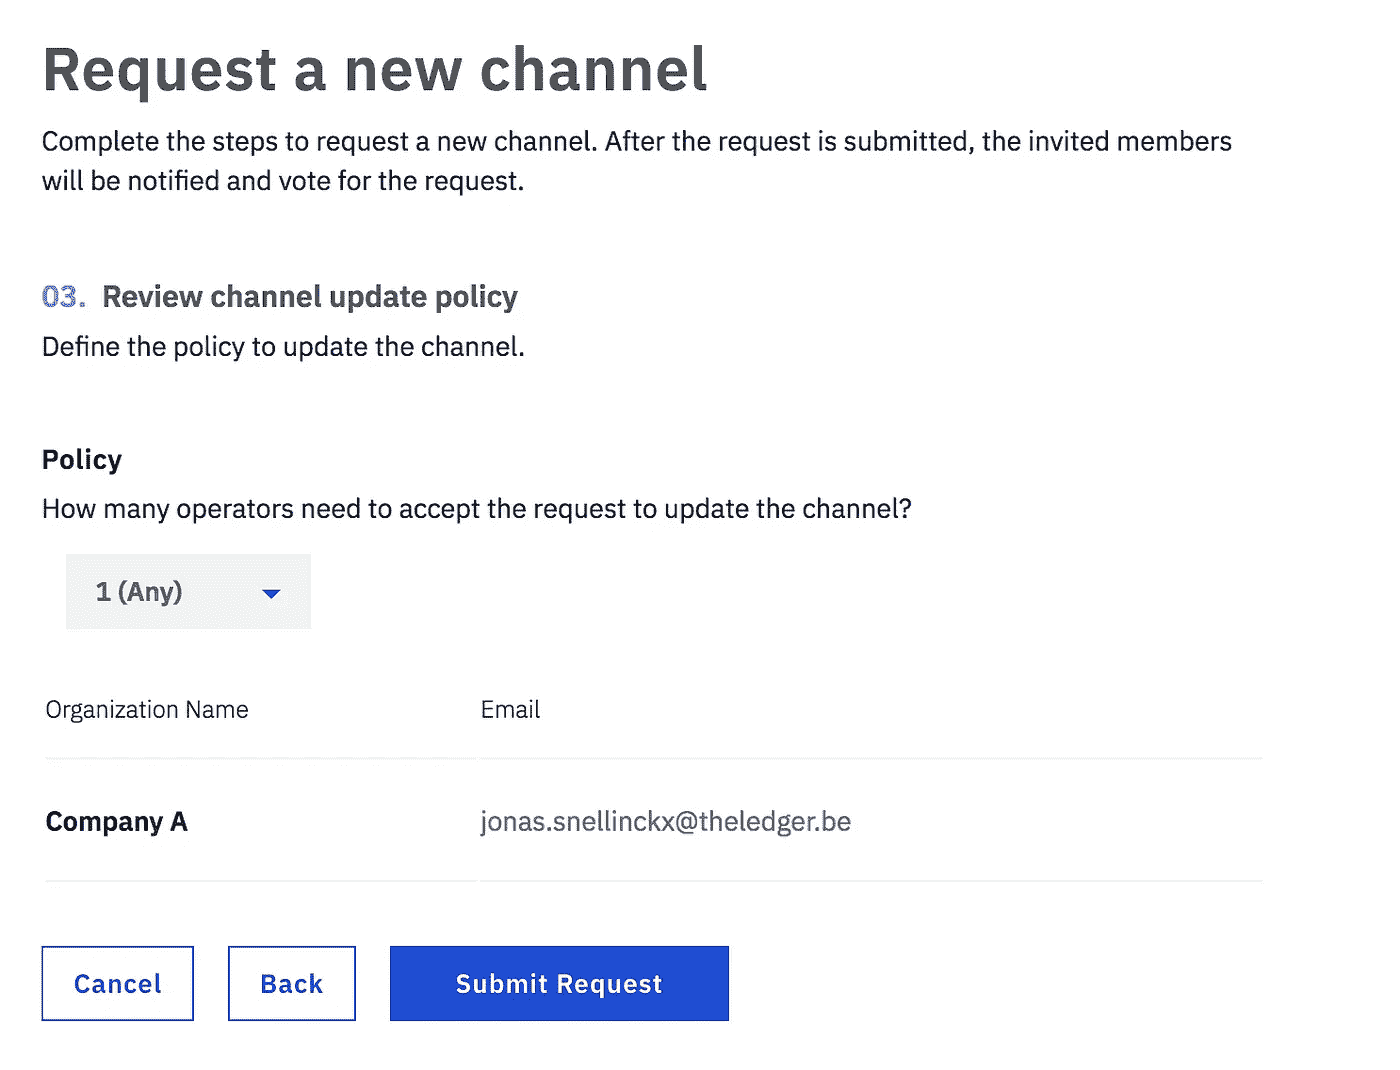 Request a new channel
Complete the steps to request a new channel. After the request is submitted, the invited members
will be notified and vote for the request.
03. Review channel update policy
Define the policy to update the channel.
Policy
How many operators need to accept the request to update the channel?
1 (Any)
Organization Name Email
Company A jonas.snellinckx@theledger.be
Cancel Back Submit Request